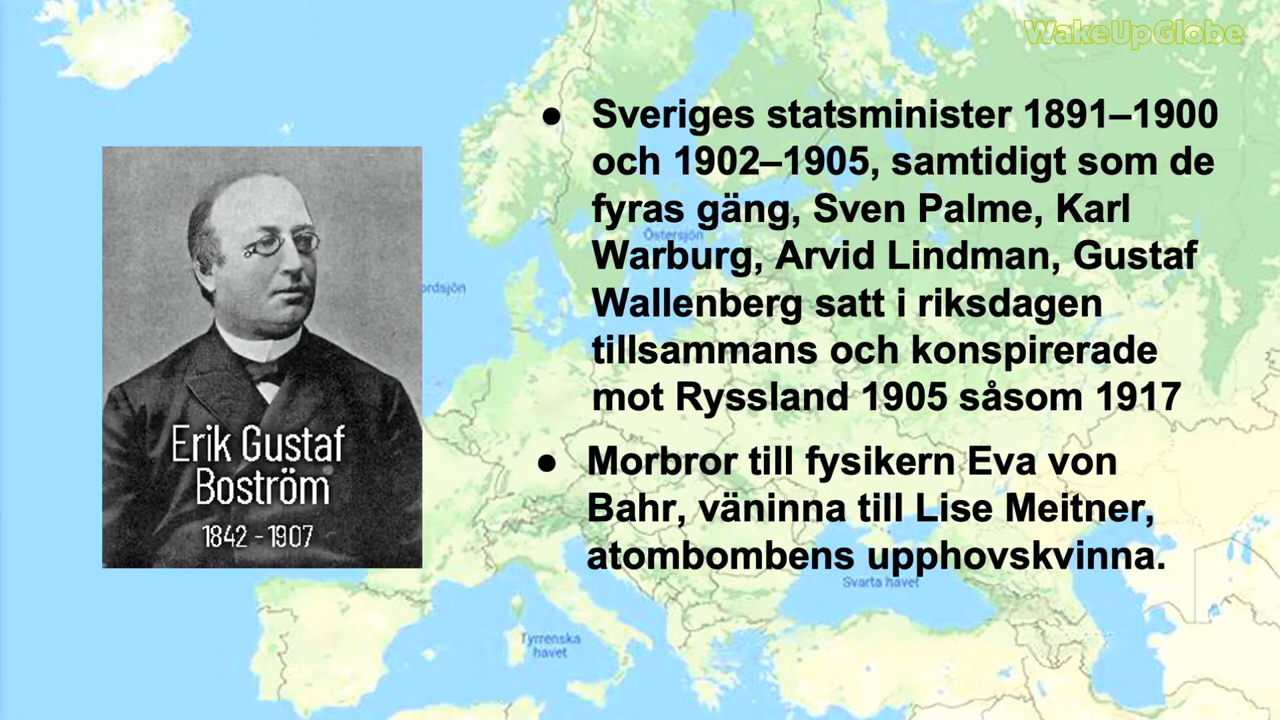 WakeUpGlobe
● Sveriges statsminister 1891–1900
och 1902–1905, samtidigt som de
fyras gäng, Sven Palme, Karl
Warburg, Arvid Lindman, Gustaf
Wallenberg satt i riksdagen
tillsammans och konspirerade
mot Ryssland 1905 såsom 1917
● Morbror till fysikern Eva von
Bahr, väninna till Lise Meitner,
atombombens upphovskvinna.
Erik Gustaf
Boström
1842 - 1907
Östersjön
ordsjön
Svarta havet
Tyrrenska
havet